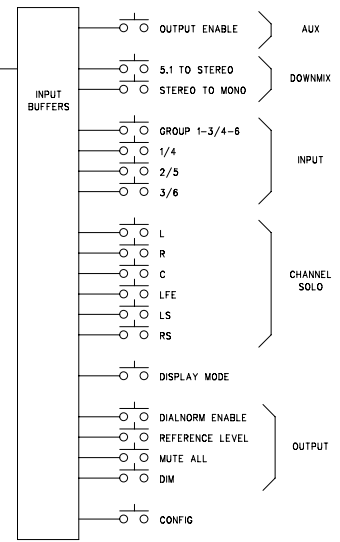 INPUT
BUFFERS
OUTPUT ENABLE
AUX
5.1 TO STEREO
STEREO TO MONO
DOWNMIX
GROUP 1-3/4-6
1/4
2/5
3/6
INPUT
L
R
C
LFE
LS
RS
CHANNEL
SOLO
DISPLAY MODE
DIALNORM ENABLE
REFERENCE LEVEL
MUTE ALL
DIM
OUTPUT
CONFIG